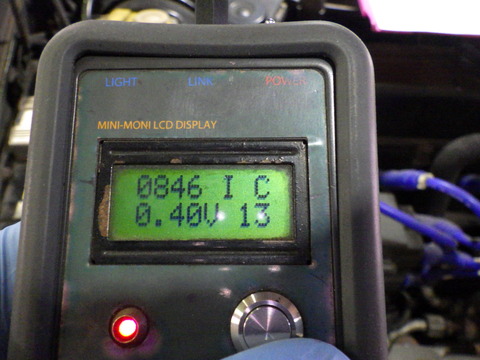 LIGHT LINK POWER
MINI-MONI LCD DISPLAY
0846 I C
0.40V 13